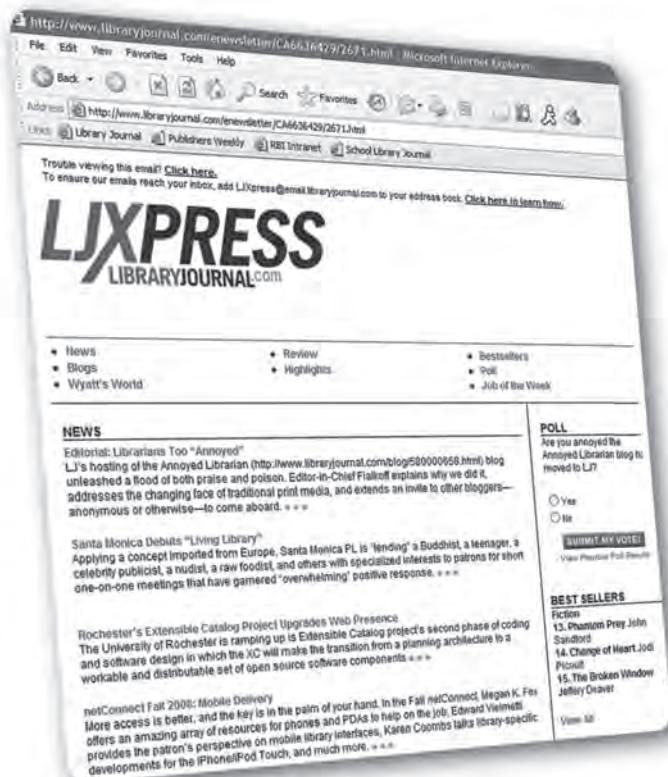 http://www.libraryjournal.com/enewsletter/CA6636429/2671.html - Microsoft Internet Explorer
File Edit View Favorites Tools Help
Back Search Favorites
Address http://www.libraryjournal.com/enewsletter/CA6636429/2671.html
Links Library Journal Publishers Weekly RBI Intranet School Library Journal
Trouble viewing this email? Click here.
To ensure our emails reach your inbox, add LJXpress@email.libraryjournal.com to your address book. Click here to learn how.
LJXPRESS
LIBRARYJOURNAL.com
• News
• Blogs
• Wyatt's World
• Review
• Highlights
• Bestsellers
• Poll
• Job of the Week
NEWS
Editorial: Librarians Too "Annoyed"
LJ's hosting of the Annoyed Librarian (http://www.libraryjournal.com/blog/580000658.html) blog
unleashed a flood of both praise and poison. Editor-in-Chief Fialkoff explains why we did it,
addresses the changing face of traditional print media, and extends an invite to other bloggers—
anonymous or otherwise—to come aboard.
Santa Monica Debuts "Living Library"
Applying a concept imported from Europe, Santa Monica PL is 'lending' a Buddhist, a teenager, a
celebrity publicist, a nudist, a raw foodist, and others with specialized interests to patrons for short
one-on-one meetings that have garnered "overwhelming" positive response.
Rochester's Extensible Catalog Project Upgrades Web Presence
The University of Rochester is ramping up is Extensible Catalog project's second phase of coding
and software design in which the XC will make the transition from a planning architecture to a
workable and distributable set of open source software components
netConnect Fall 2008: Mobile Delivery
More access is better, and the key is in the palm of your hand. In the Fall netConnect, Megan K. Fox
offers an amazing array of resources for phones and PDAs to help on the job, Edward Vielmetti
provides the patron's perspective on mobile library interfaces, Karen Coombs talks library-specific
developments for the iPhone/iPod Touch, and much more.
POLL
Are you annoyed the
Annoyed Librarian blog has
moved to LJ?
Yes
No
SUBMIT MY VOTE!
View Previous Poll Results
BEST SELLERS
Fiction
13. Phantom Prey John
Sandford
14. Change of Heart Jodi
Picoult
15. The Broken Window
Jeffery Deaver
View All